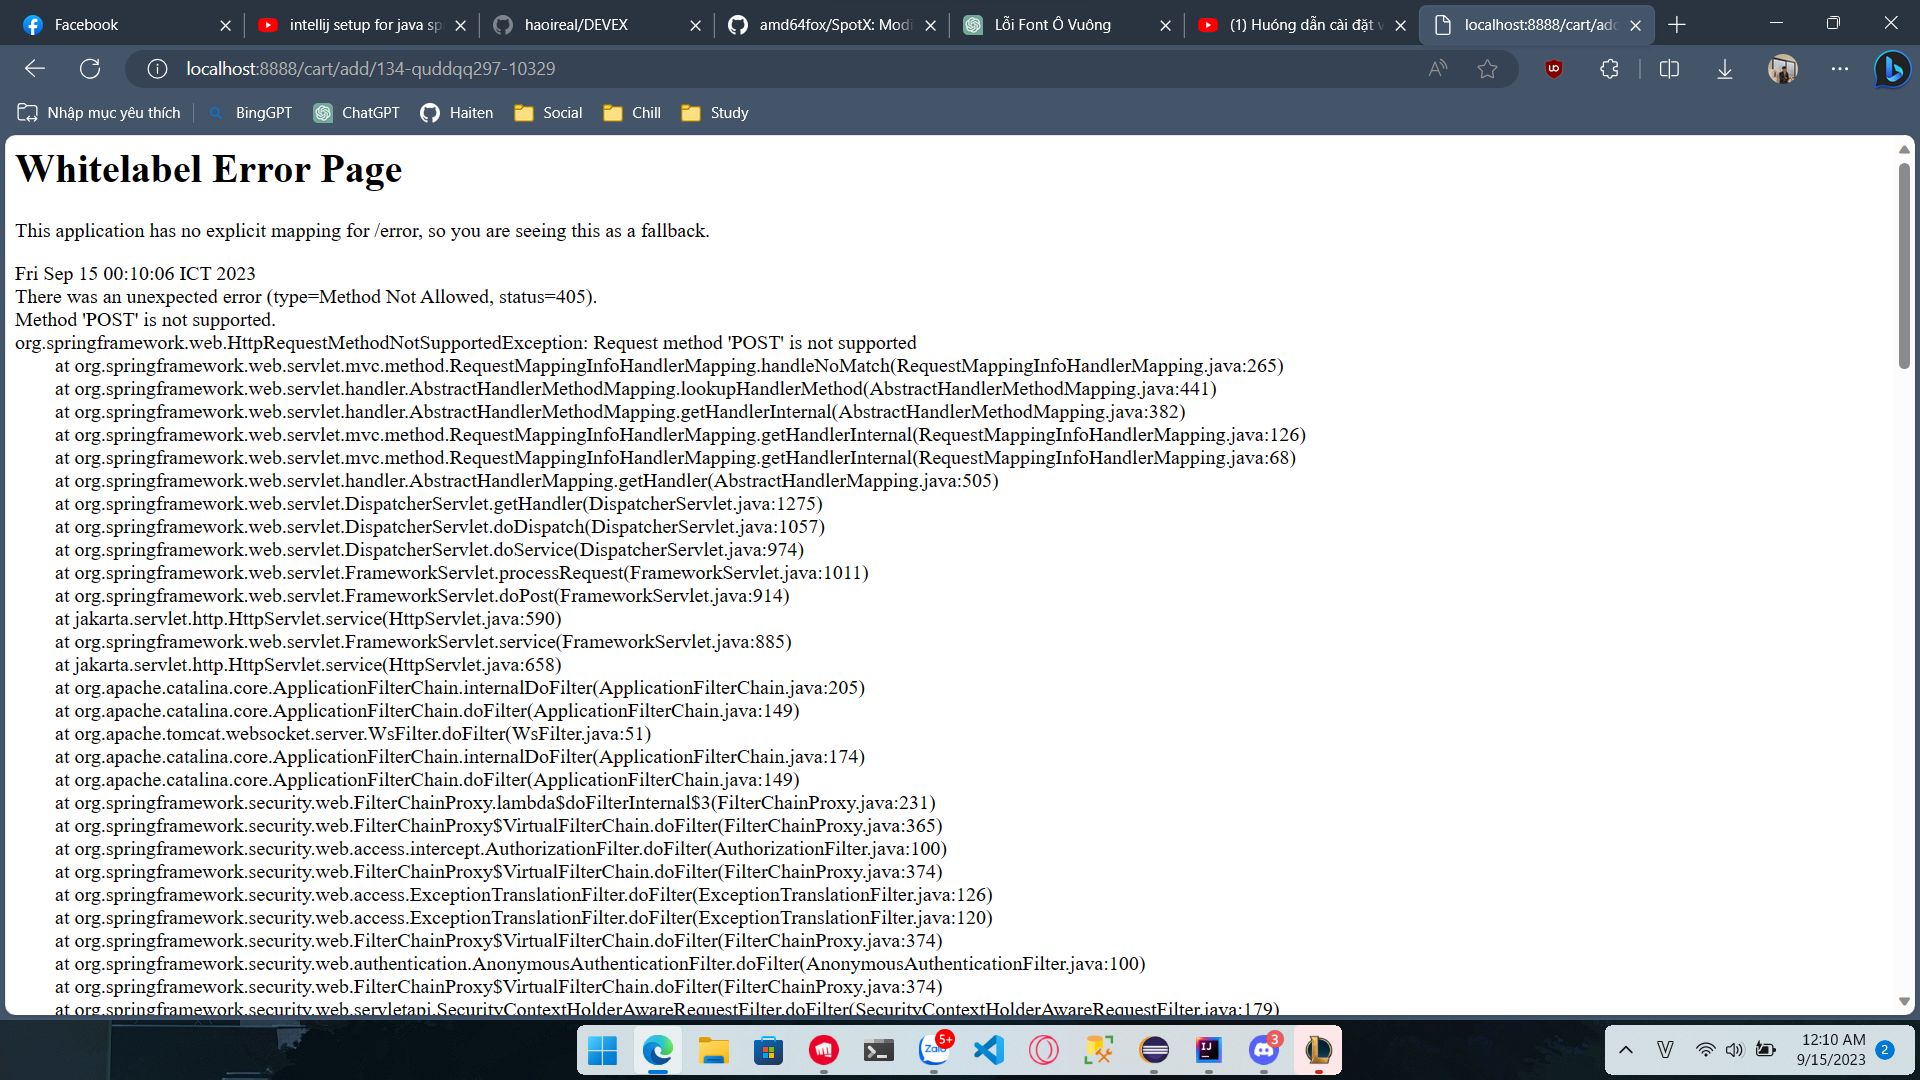 Facebook
intellij setup for java sp
haoireal/DEVEX
amd64fox/SpotX: Modi
Lỗi Font Ô Vuông
(1) Hướng dẫn cài đặt v
localhost:8888/cart/add
localhost:8888/cart/add/134-quddqq297-10329
Nhập mục yêu thích
BingGPT
ChatGPT
Haiten
Social
Chill
Study
Whitelabel Error Page
This application has no explicit mapping for /error, so you are seeing this as a fallback.
Fri Sep 15 00:10:06 ICT 2023
There was an unexpected error (type=Method Not Allowed, status=405).
Method 'POST' is not supported.
org.springframework.web.HttpRequestMethodNotSupportedException: Request method 'POST' is not supported
at org.springframework.web.servlet.mvc.method.RequestMappingInfoHandlerMapping.handleNoMatch(RequestMappingInfoHandlerMapping.java:265)
at org.springframework.web.servlet.handler.AbstractHandlerMethodMapping.lookupHandlerMethod(AbstractHandlerMethodMapping.java:441)
at org.springframework.web.servlet.handler.AbstractHandlerMethodMapping.getHandlerInternal(AbstractHandlerMethodMapping.java:382)
at org.springframework.web.servlet.mvc.method.RequestMappingInfoHandlerMapping.getHandlerInternal(RequestMappingInfoHandlerMapping.java:126)
at org.springframework.web.servlet.mvc.method.RequestMappingInfoHandlerMapping.getHandlerInternal(RequestMappingInfoHandlerMapping.java:68)
at org.springframework.web.servlet.handler.AbstractHandlerMapping.getHandler(AbstractHandlerMapping.java:505)
at org.springframework.web.servlet.DispatcherServlet.getHandler(DispatcherServlet.java:1275)
at org.springframework.web.servlet.DispatcherServlet.doDispatch(DispatcherServlet.java:1057)
at org.springframework.web.servlet.DispatcherServlet.doService(DispatcherServlet.java:974)
at org.springframework.web.servlet.FrameworkServlet.processRequest(FrameworkServlet.java:1011)
at org.springframework.web.servlet.FrameworkServlet.doPost(FrameworkServlet.java:914)
at jakarta.servlet.http.HttpServlet.service(HttpServlet.java:590)
at org.springframework.web.servlet.FrameworkServlet.service(FrameworkServlet.java:885)
at jakarta.servlet.http.HttpServlet.service(HttpServlet.java:658)
at org.apache.catalina.core.ApplicationFilterChain.internalDoFilter(ApplicationFilterChain.java:205)
at org.apache.catalina.core.ApplicationFilterChain.doFilter(ApplicationFilterChain.java:149)
at org.apache.tomcat.websocket.server.WsFilter.doFilter(WsFilter.java:51)
at org.apache.catalina.core.ApplicationFilterChain.internalDoFilter(ApplicationFilterChain.java:174)
at org.apache.catalina.core.ApplicationFilterChain.doFilter(ApplicationFilterChain.java:149)
at org.springframework.security.web.FilterChainProxy.lambda$doFilterInternal$3(FilterChainProxy.java:231)
at org.springframework.security.web.FilterChainProxy$VirtualFilterChain.doFilter(FilterChainProxy.java:365)
at org.springframework.security.web.access.intercept.AuthorizationFilter.doFilter(AuthorizationFilter.java:100)
at org.springframework.security.web.FilterChainProxy$VirtualFilterChain.doFilter(FilterChainProxy.java:374)
at org.springframework.security.web.access.ExceptionTranslationFilter.doFilter(ExceptionTranslationFilter.java:126)
at org.springframework.security.web.access.ExceptionTranslationFilter.doFilter(ExceptionTranslationFilter.java:120)
at org.springframework.security.web.FilterChainProxy$VirtualFilterChain.doFilter(FilterChainProxy.java:374)
at org.springframework.security.web.authentication.AnonymousAuthenticationFilter.doFilter(AnonymousAuthenticationFilter.java:100)
at org.springframework.security.web.FilterChainProxy$VirtualFilterChain.doFilter(FilterChainProxy.java:374)
at org.springframework.security.web.servletapi.SecurityContextHolderAwareRequestFilter.doFilter(SecurityContextHolderAwareRequestFilter.java:179)
Zalo
5+
IJ
3
V
12:10 AM
9/15/2023
2